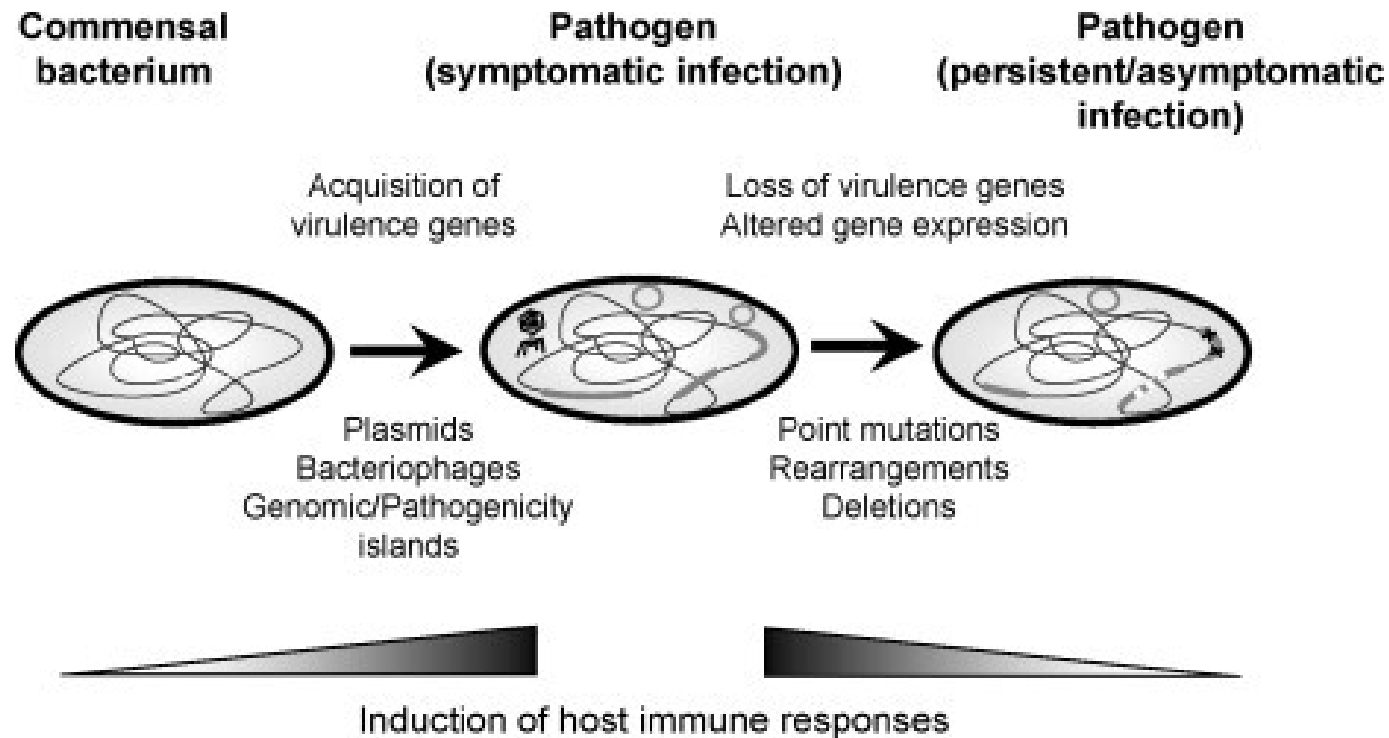 Commensal
bacterium
Pathogen
(symptomatic infection)
Pathogen
(persistent/asymptomatic
infection)
Acquisition of
virulence genes
Loss of virulence genes
Altered gene expression
Plasmids
Bacteriophages
Genomic/Pathogenicity
islands
Point mutations
Rearrangements
Deletions
Induction of host immune responses